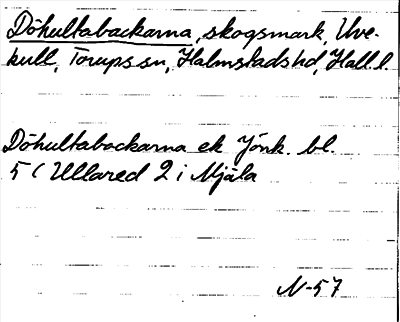 Döhultabackarna, skogsmark, Uve-
kull, Torups sn, Halmstads hd, Hall. l.
Döhultabackarna ek Jönk. bl.
5 ( Ullared 2 i Mjäla
N-57